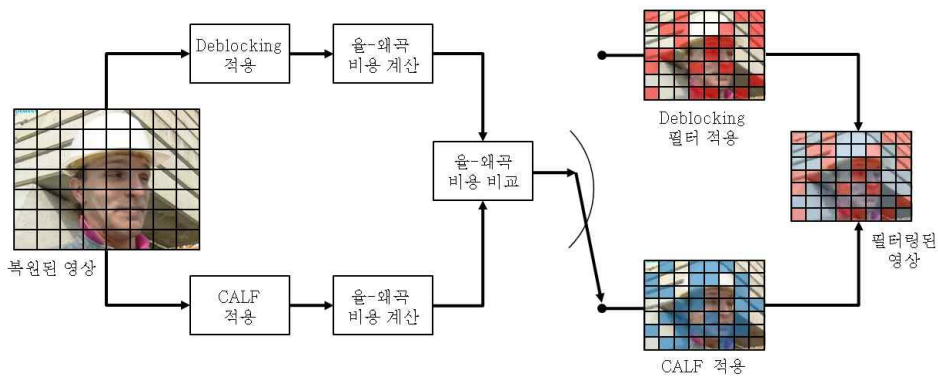 Deblocking
적용
율-왜곡
비용 계산
복원된 영상
CALF
적용
율-왜곡
비용 계산
율-왜곡
비용 비교
Deblocking
필터 적용
CALF 적용
필터링된
영상